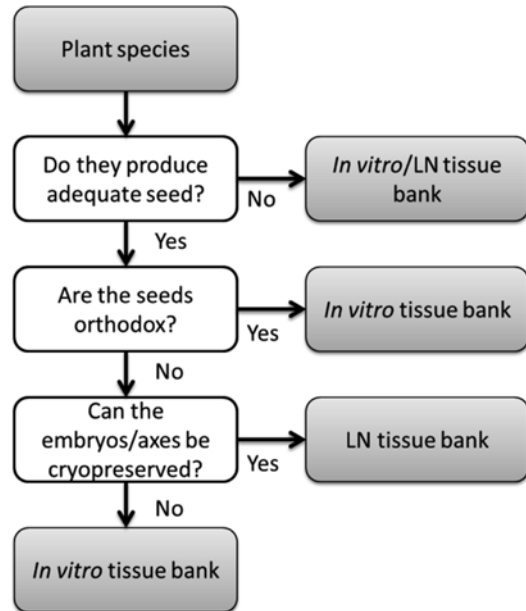 Plant species
Do they produce
adequate seed?
No
In vitro/LN tissue
bank
Yes
Are the seeds
orthodox?
Yes
In vitro tissue bank
No
Can the
embryos/axes be
cryopreserved?
Yes
LN tissue bank
No
In vitro tissue bank